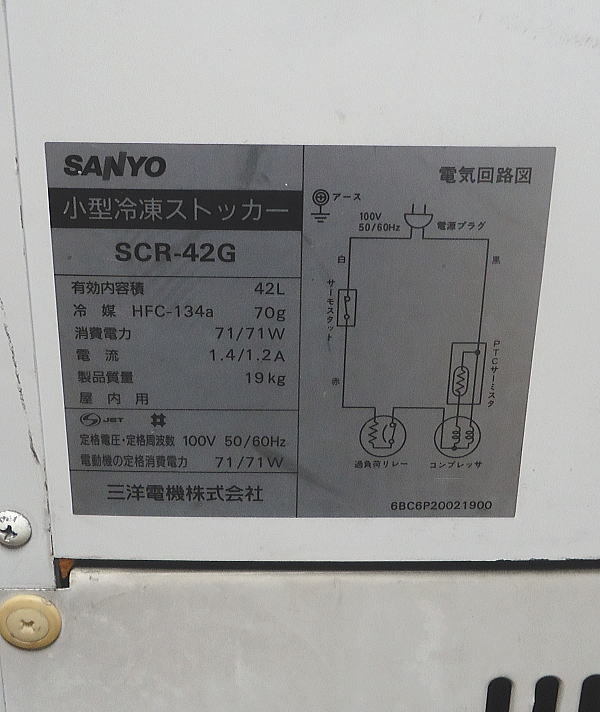 SANYO
小型冷凍ストッカー
SCR-42G
有効内容積 42L
冷媒 HFC-134a 70g
消費電力 71/71W
電流 1.4/1.2A
製品質量 19kg
屋内用
JET
定格電圧・定格周波数 100V 50/60Hz
電動機の定格消費電力 71/71W
三洋電機株式会社
電気回路図
アース
100V
50/60Hz
電源プラグ
白
黒
サーモスタット
PTCサーミスタ
赤
過負荷リレー
コンプレッサ
6BC6P20021900